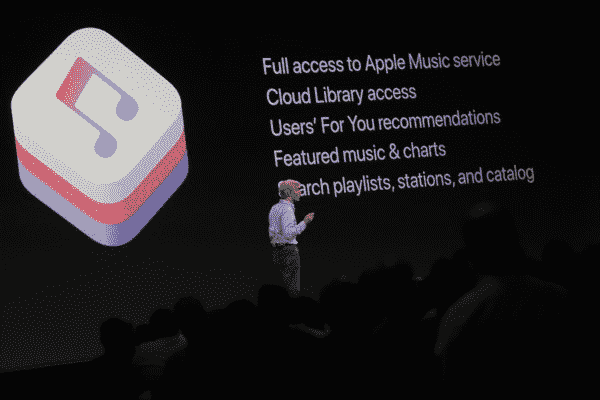 Full access to Apple Music service
Cloud Library access
Users' For You recommendations
Featured music & charts
arch playlists, stations, and catalog